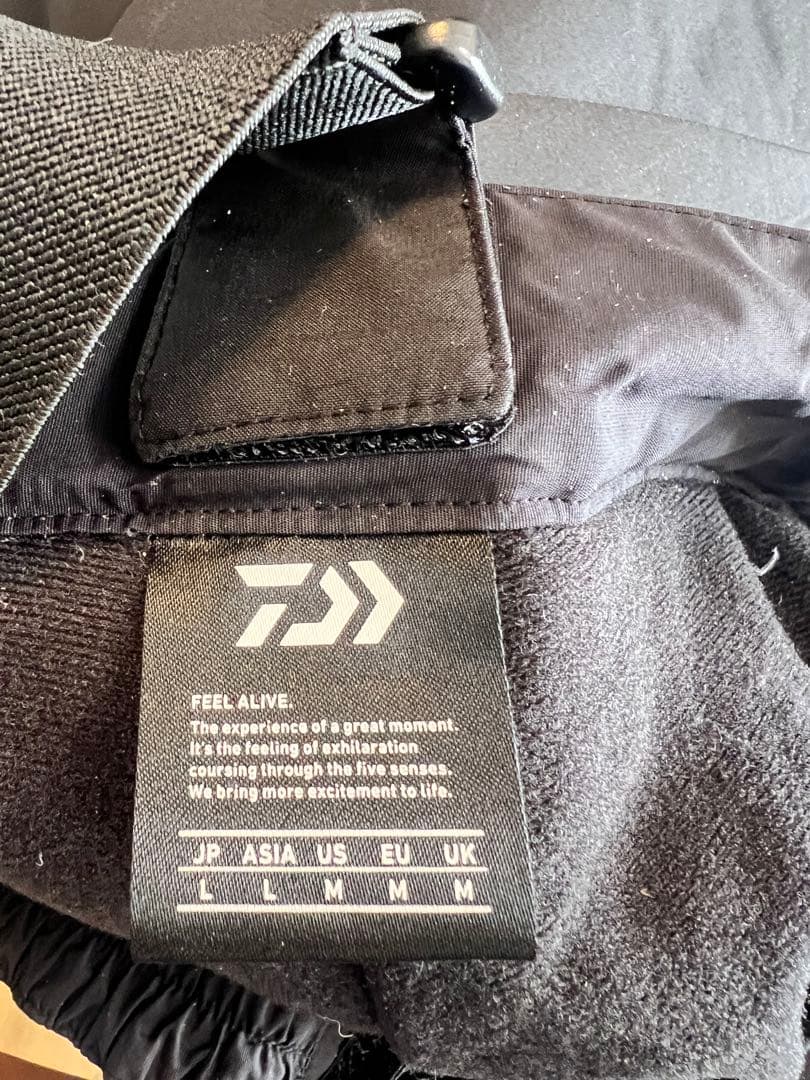 FEEL ALIVE.
The experience of a great moment.
It's the feeling of exhilaration
coursing through the five senses.
We bring more excitement to life.
JP ASIA US EU UK
L L M M M